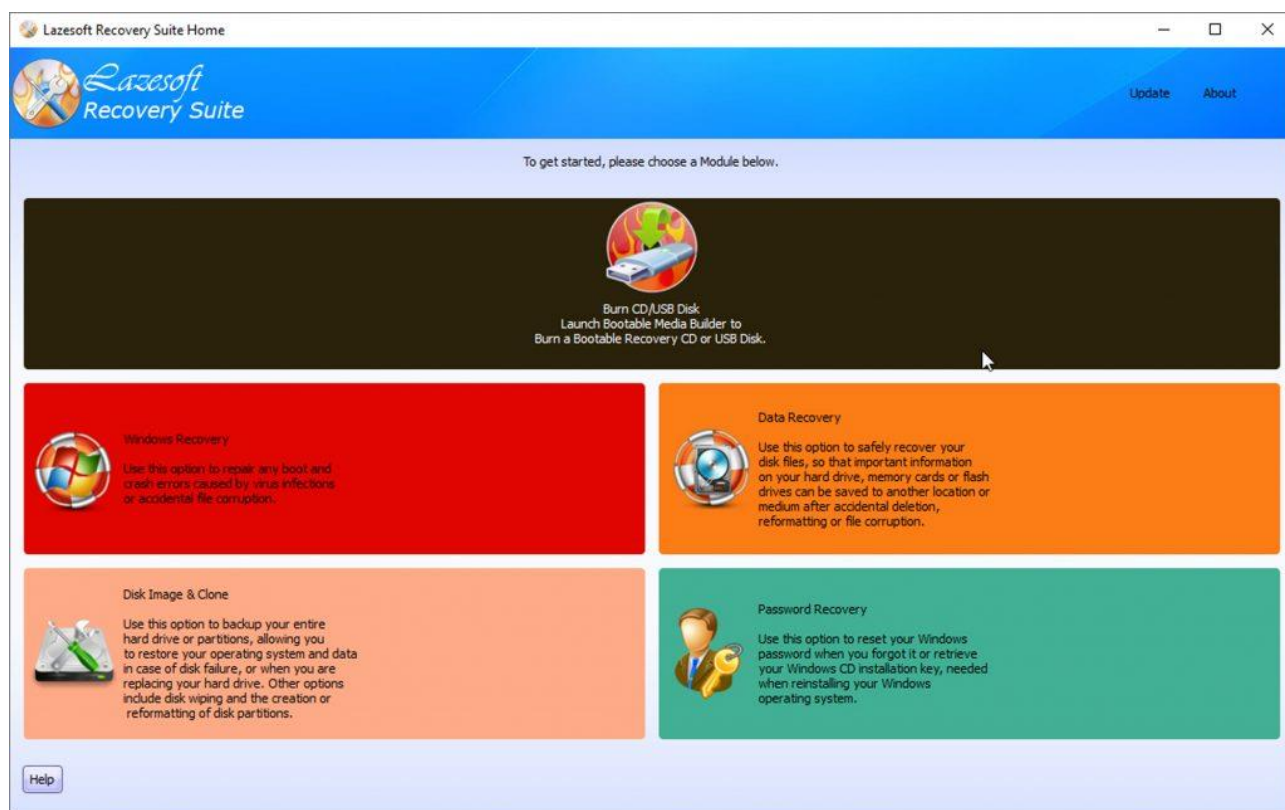 Lazesoft Recovery Suite Home
Lazesoft
Recovery Suite
Update
About
To get started, please choose a Module below.
Burn CD/USB Disk
Launch Bootable Media Builder to
Burn a Bootable Recovery CD or USB Disk.
Windows Recovery
Use this option to repair any boot and
crash errors caused by virus infections
or accidental file corruption.
Data Recovery
Use this option to safely recover your
disk files, so that important information
on your hard drive, memory cards or flash
drives can be saved to another location or
medium after accidental deletion,
reformatting or file corruption.
Disk Image & Clone
Use this option to backup your entire
hard drive or partitions, allowing you
to restore your operating system and data
in case of disk failure, or when you are
replacing your hard drive. Other options
include disk wiping and the creation or
reformatting of disk partitions.
Password Recovery
Use this option to reset your Windows
password when you forgot it or retrieve
your Windows CD installation key, needed
when reinstalling your Windows
operating system.
Help